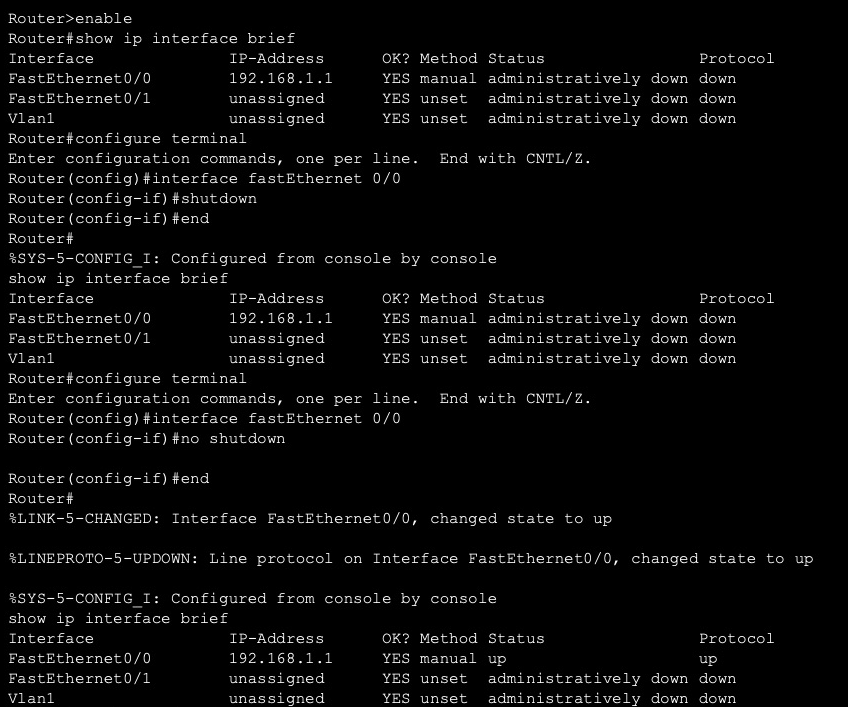 Router>enable
Router#show ip interface brief
Interface              IP-Address      OK? Method Status                Protocol
FastEthernet0/0        192.168.1.1     YES manual administratively down down
FastEthernet0/1        unassigned      YES unset  administratively down down
Vlan1                  unassigned      YES unset  administratively down down
Router#configure terminal
Enter configuration commands, one per line.  End with CNTL/Z.
Router(config)#interface fastEthernet 0/0
Router(config-if)#shutdown
Router(config-if)#end
Router#
%SYS-5-CONFIG_I: Configured from console by console
show ip interface brief
Interface              IP-Address      OK? Method Status                Protocol
FastEthernet0/0        192.168.1.1     YES manual administratively down down
FastEthernet0/1        unassigned      YES unset  administratively down down
Vlan1                  unassigned      YES unset  administratively down down
Router#configure terminal
Enter configuration commands, one per line.  End with CNTL/Z.
Router(config)#interface fastEthernet 0/0
Router(config-if)#no shutdown
Router(config-if)#end
Router#
%LINK-5-CHANGED: Interface FastEthernet0/0, changed state to up
%LINEPROTO-5-UPDOWN: Line protocol on Interface FastEthernet0/0, changed state to up
%SYS-5-CONFIG_I: Configured from console by console
show ip interface brief
Interface              IP-Address      OK? Method Status                Protocol
FastEthernet0/0        192.168.1.1     YES manual up                    up
FastEthernet0/1        unassigned      YES unset  administratively down down
Vlan1                  unassigned      YES unset  administratively down down